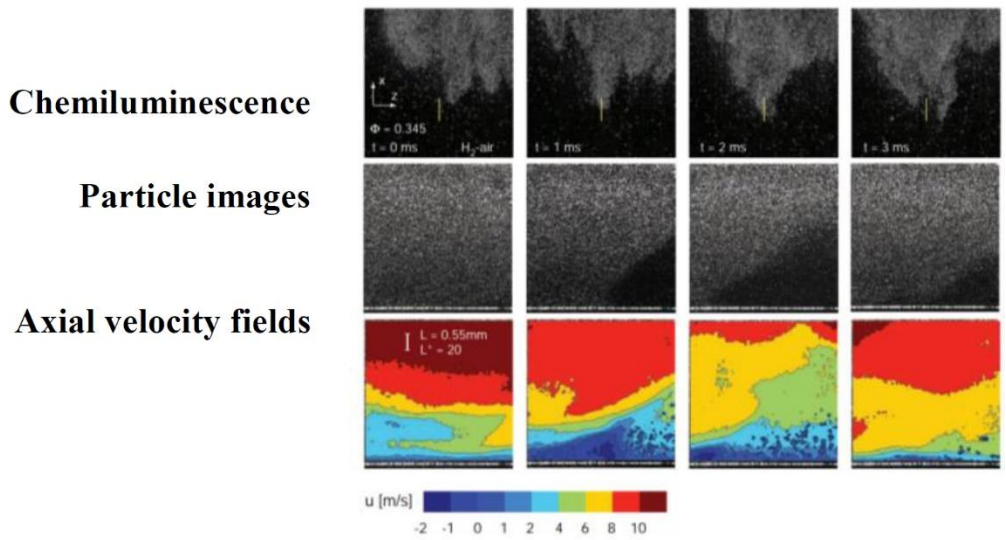 Chemiluminescence
x
z
Φ = 0.345
t = 0 ms H₂-air
t = 1 ms
t = 2 ms
t = 3 ms
Particle images
Axial velocity fields
L = 0.55mm
L⁺ = 20
u [m/s]
-2 -1 0 1 2 4 6 8 10